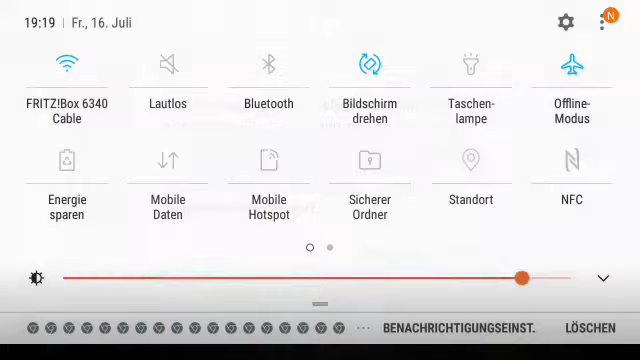 19:19 | Fr., 16. Juli
N
FRITZ!Box 6340 Cable
Lautlos
Bluetooth
Bildschirm drehen
Taschen-
lampe
Offline-
Modus
Energie sparen
Mobile Daten
Mobile Hotspot
Sicherer Ordner
Standort
NFC
BENACHRICHTIGUNGSEINST.
LÖSCHEN